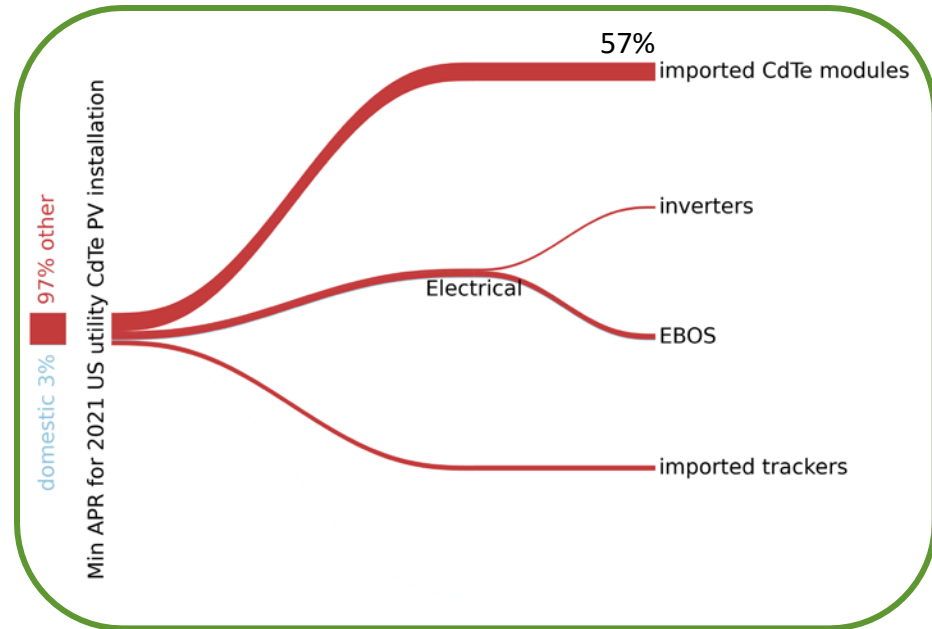 97% other
domestic 3%
Min APR for 2021 US utility CdTe PV installation
57%
imported CdTe modules
inverters
Electrical
EBOS
imported trackers